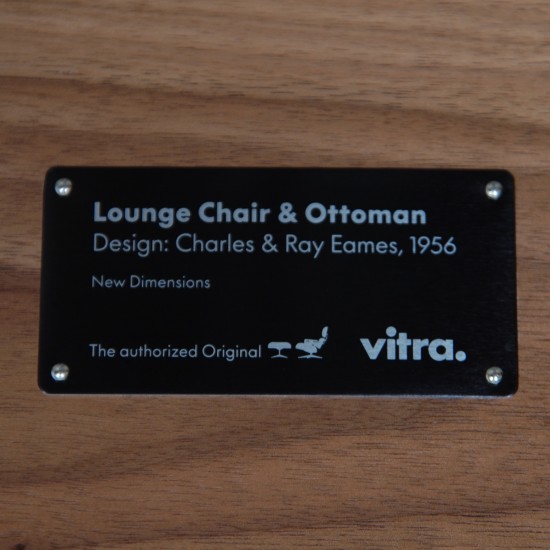 Lounge Chair & Ottoman
Design: Charles & Ray Eames, 1956
New Dimensions
The authorized Original
vitra.